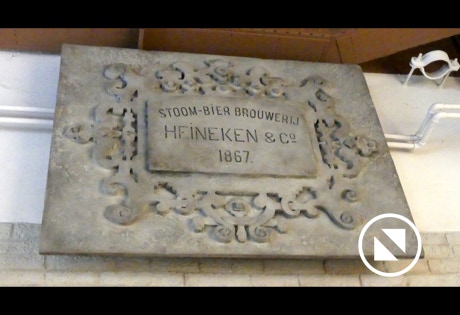 STOOM-BIER BROUWERIJ
HEINEKEN & Co
1867.
N